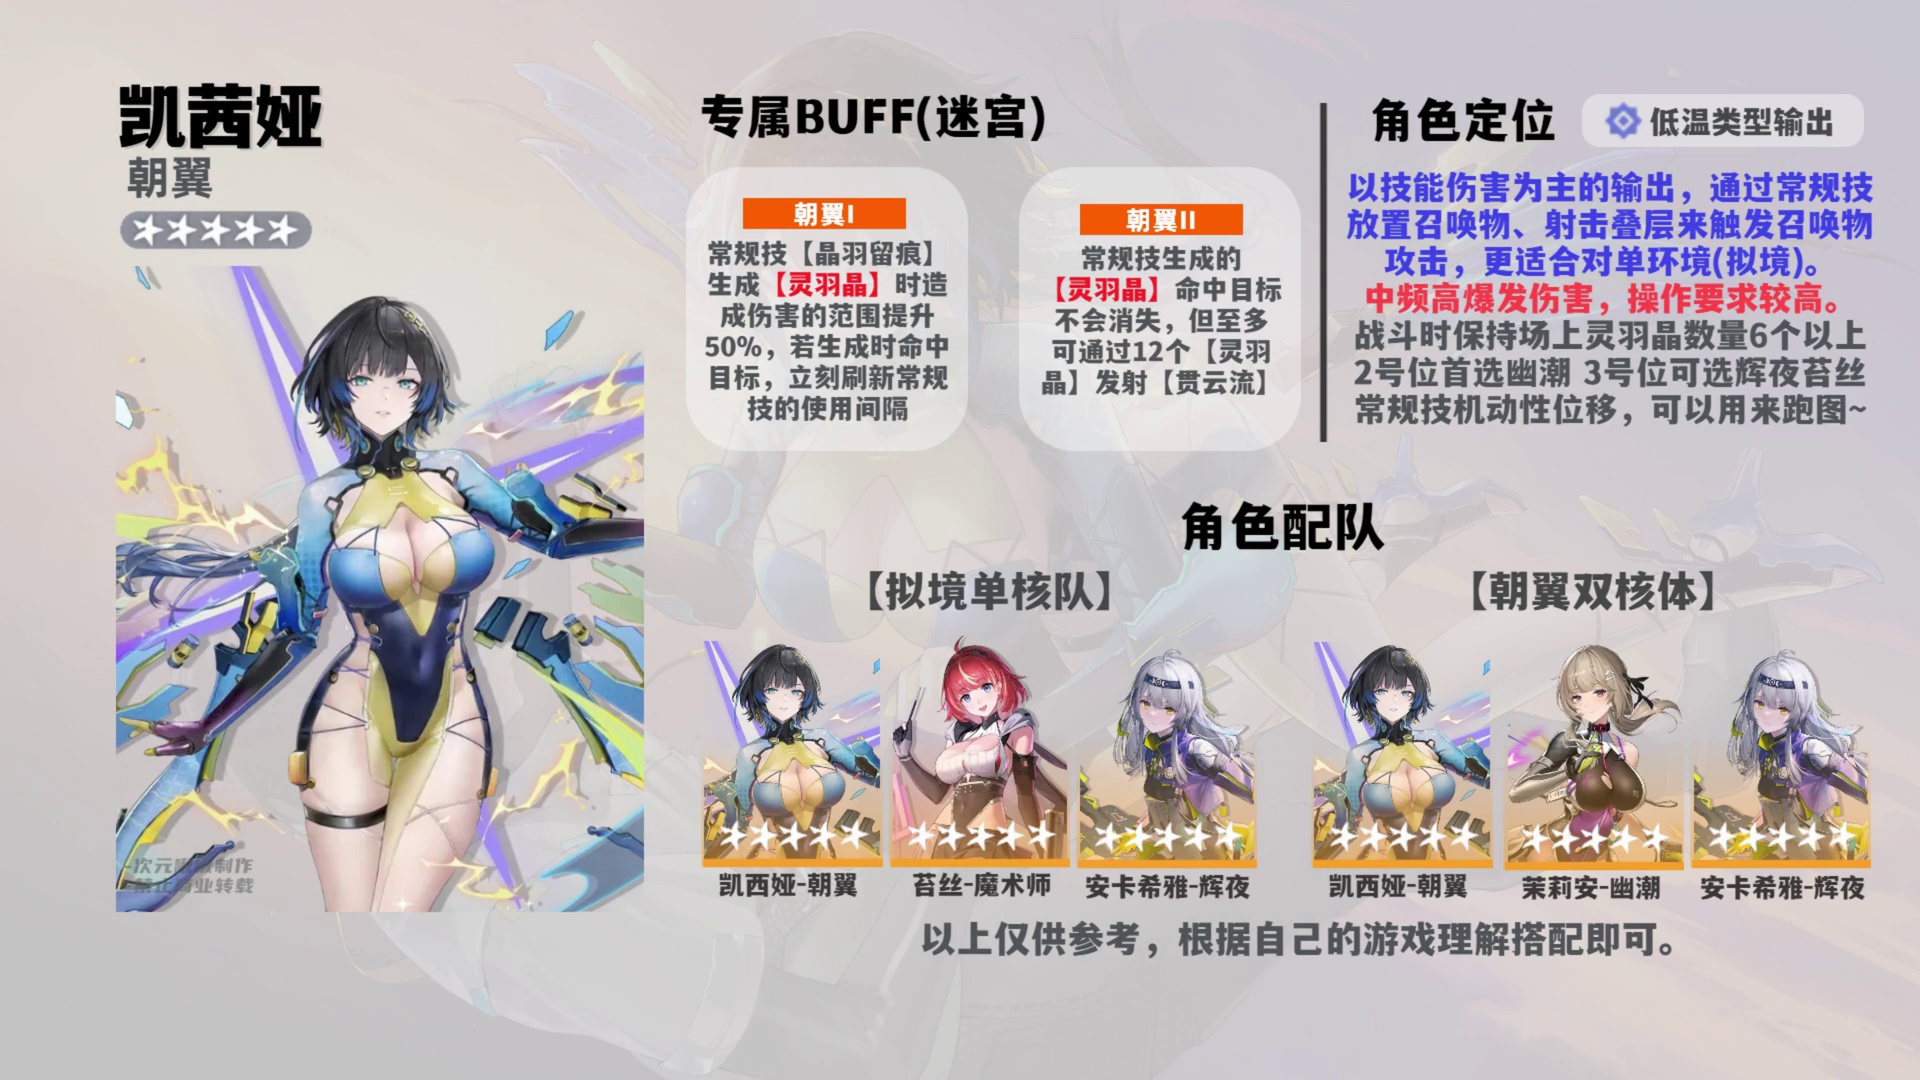 凯茜娅
朝翼
专属BUFF(迷宫)
朝翼I
常规技【晶羽留痕】
生成【灵羽晶】时造
成伤害的范围提升
50%，若生成时命中
目标，立刻刷新常规
技的使用间隔
朝翼II
常规技生成的
【灵羽晶】命中目标
不会消失，但至多
可通过12个【灵羽
晶】发射【贯云流】
角色定位
低温类型输出
以技能伤害为主的输出，通过常规技
放置召唤物、射击叠层来触发召唤物
攻击，更适合对单环境(拟境)。
中频高爆发伤害，操作要求较高。
战斗时保持场上灵羽晶数量6个以上
2号位首选幽潮 3号位可选辉夜苔丝
常规技机动性位移，可以用来跑图~
角色配队
【拟境单核队】
凯西娅-朝翼
苔丝-魔术师
安卡希雅-辉夜
【朝翼双核体】
凯西娅-朝翼
茉莉安-幽潮
安卡希雅-辉夜
以上仅供参考，根据自己的游戏理解搭配即可。
禁止商业转载